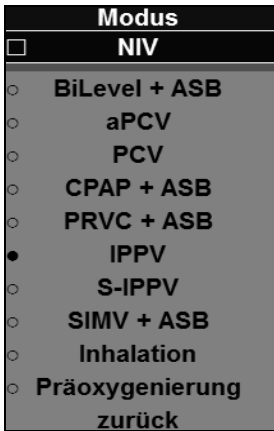 Modus
NIV
BiLevel + ASB
aPCV
PCV
CPAP + ASB
PRVC + ASB
IPPV
S-IPPV
SIMV + ASB
Inhalation
Präoxygenierung
zurück